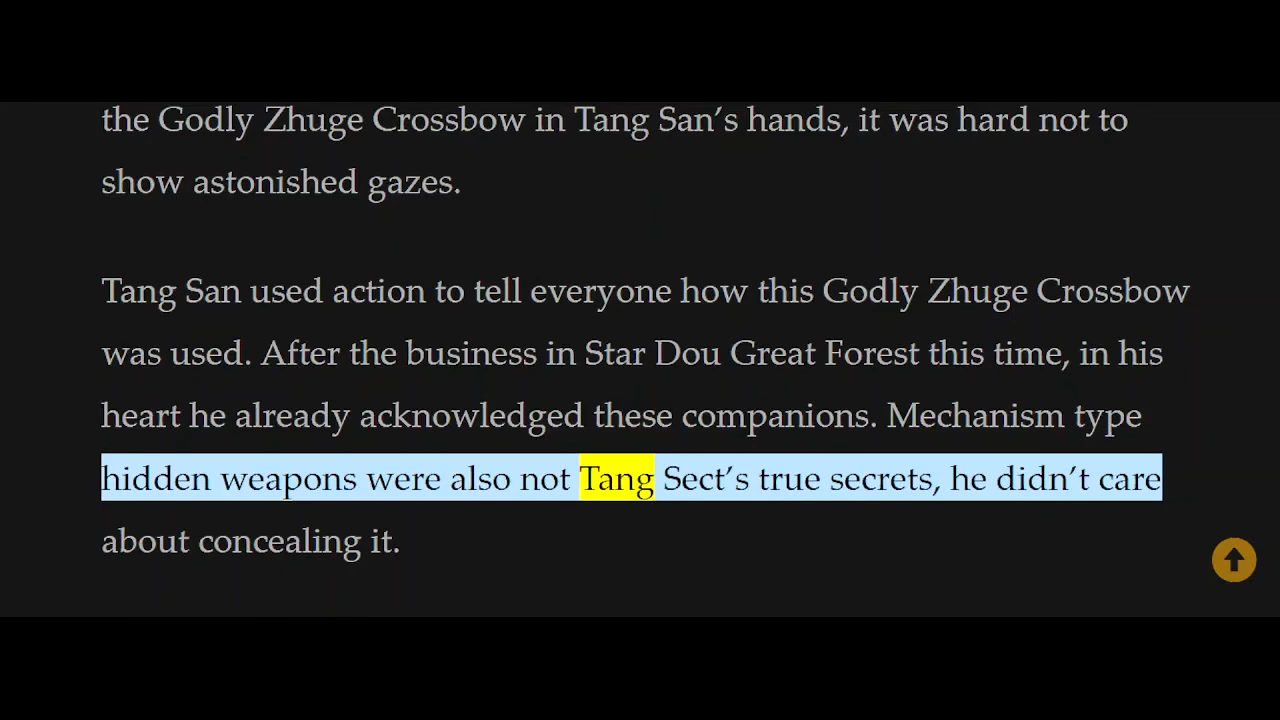 the Godly Zhuge Crossbow in Tang San’s hands, it was hard not to
show astonished gazes.
Tang San used action to tell everyone how this Godly Zhuge Crossbow
was used. After the business in Star Dou Great Forest this time, in his
heart he already acknowledged these companions. Mechanism type
hidden weapons were also not Tang Sect’s true secrets, he didn’t care
about concealing it.